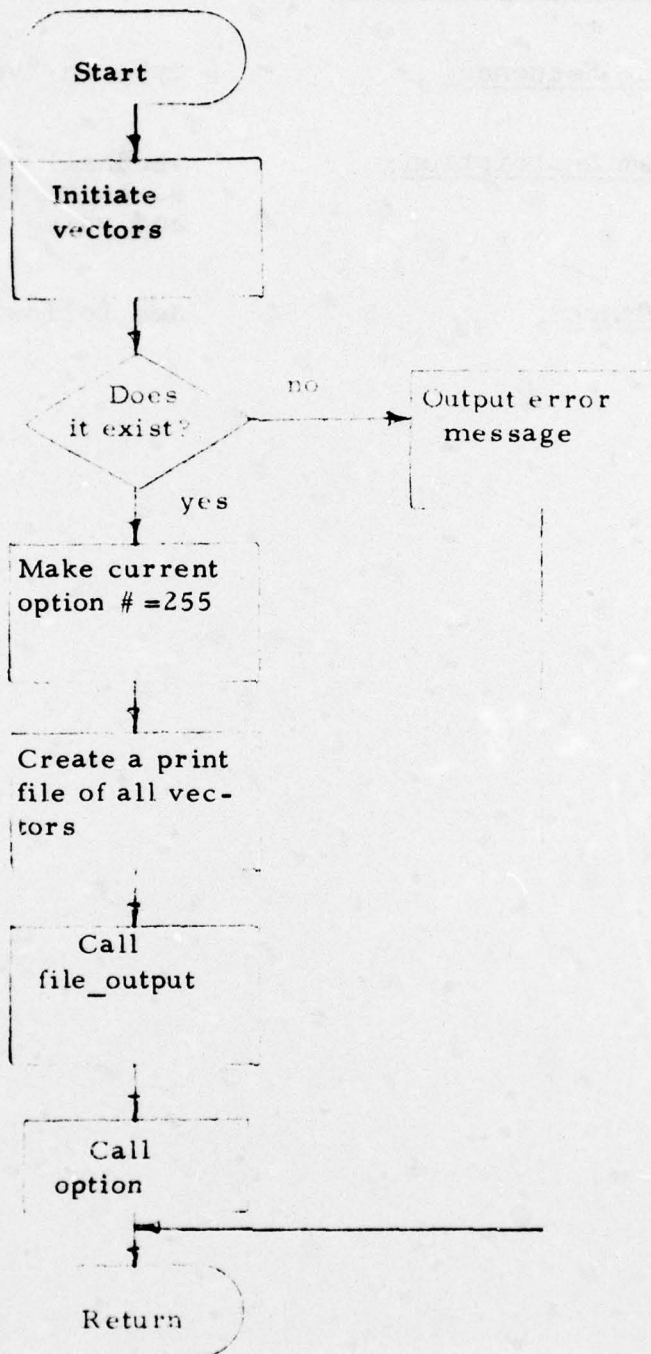 Start
Initiate
vectors
Does
it exist?
no
Output error
message
yes
Make current
option # =255
Create a print
file of all vec-
tors
Call
file_output
Call
option
Return